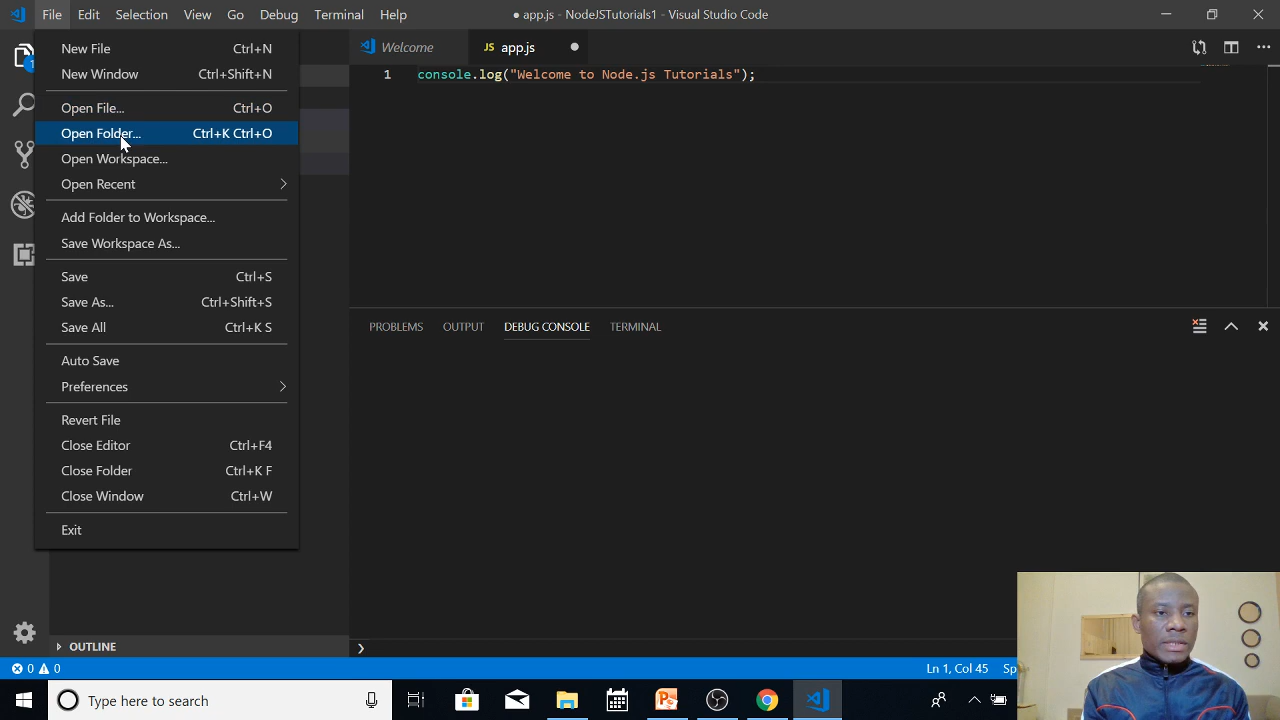 File Edit Selection View Go Debug Terminal Help
● app.js - NodeJSTutorials1 - Visual Studio Code
New File Ctrl+N
New Window Ctrl+Shift+N
Open File... Ctrl+O
Open Folder... Ctrl+K Ctrl+O
Open Workspace...
Open Recent
Add Folder to Workspace...
Save Workspace As...
Save Ctrl+S
Save As... Ctrl+Shift+S
Save All Ctrl+K S
Auto Save
Preferences
Revert File
Close Editor Ctrl+F4
Close Folder Ctrl+K F
Close Window Ctrl+W
Exit
1
Welcome
JS app.js
1 console.log("Welcome to Node.js Tutorials");
PROBLEMS OUTPUT DEBUG CONSOLE TERMINAL
OUTLINE
0 0
Ln 1, Col 45 Sp
Type here to search